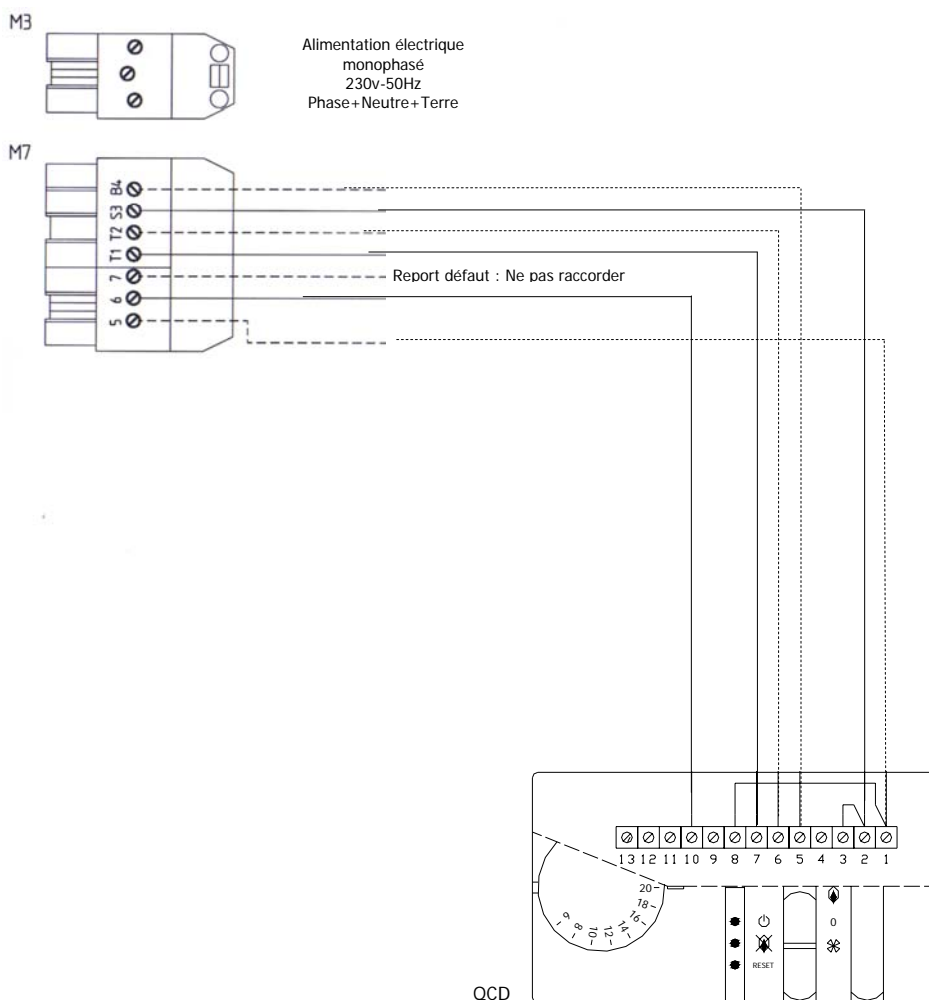 M3
Alimentation électrique
monophasé
230v-50Hz
Phase+Neutre+Terre
M7
B4
S3
T2
T1
7
Report défaut : Ne pas raccorder
6
5
13 12 11 10 9 8 7 6 5 4 3 2 1
20
18
16
14
12
10
8
6
0
RESET
QCD